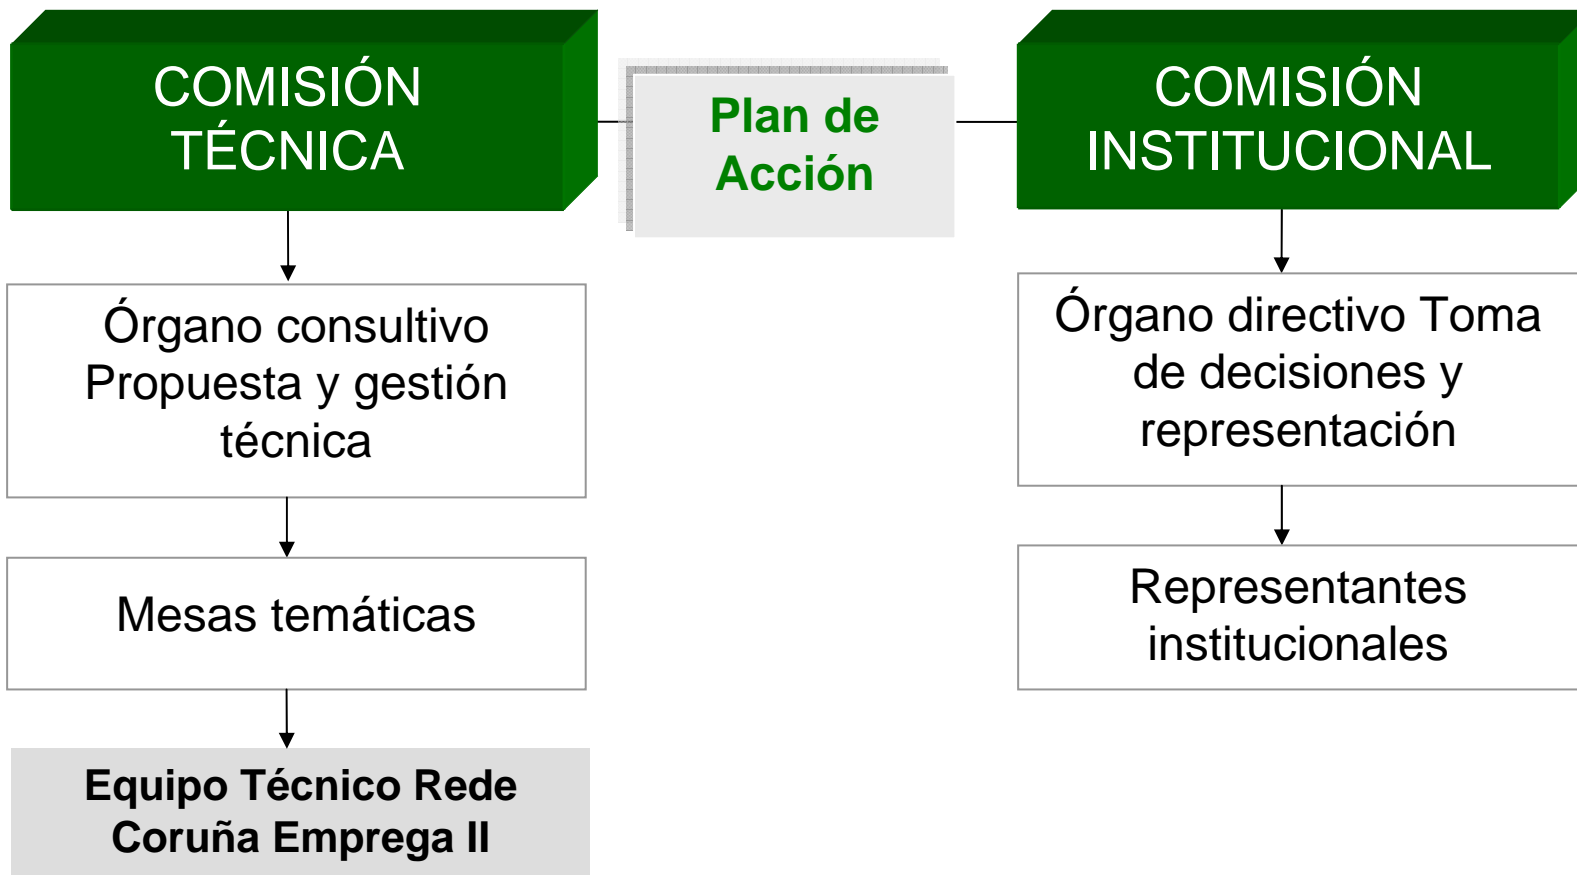 COMISIÓN
TÉCNICA
Plan de
Acción
COMISIÓN
INSTITUCIONAL
Órgano consultivo
Propuesta y gestión
técnica
Órgano directivo Toma
de decisiones y
representación
Mesas temáticas
Representantes
institucionales
Equipo Técnico Rede
Coruña Emprega II